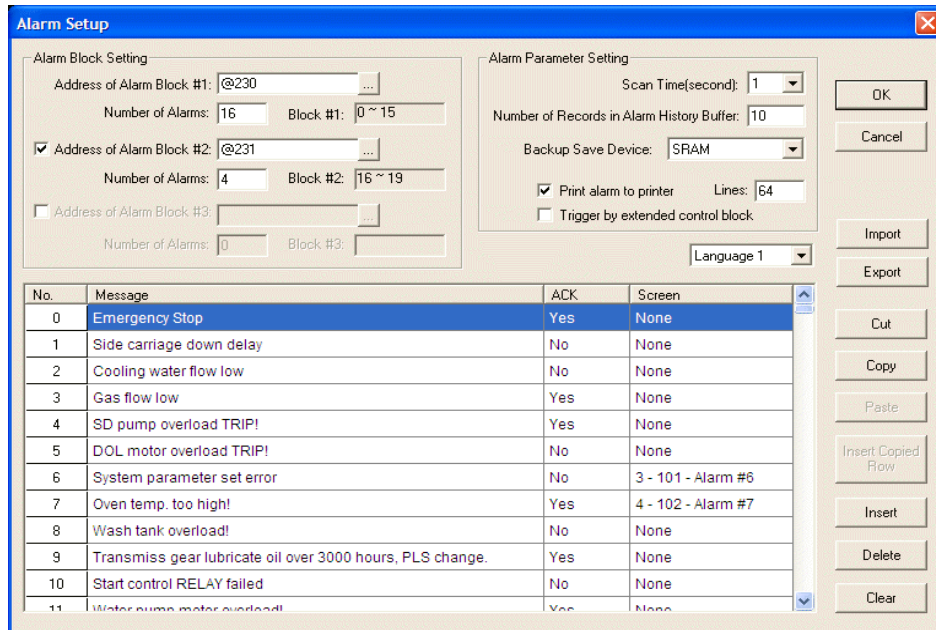 Alarm Setup
Alarm Block Setting
Address of Alarm Block #1: @230 ...
Number of Alarms: 16 Block #1: 0 ~ 15
Address of Alarm Block #2: @231 ...
Number of Alarms: 4 Block #2: 16 ~ 19
Address of Alarm Block #3: ...
Number of Alarms: 0 Block #3:
Alarm Parameter Setting
Scan Time(second): 1
Number of Records in Alarm History Buffer: 10
Backup Save Device: SRAM
Print alarm to printer Lines: 64
Trigger by extended control block
Language 1
OK
Cancel
Import
Export
Cut
Copy
Paste
Insert Copied
Row
Insert
Delete
Clear
No. Message ACK Screen
0 Emergency Stop Yes None
1 Side carriage down delay No None
2 Cooling water flow low No None
3 Gas flow low Yes None
4 SD pump overload TRIP! Yes None
5 DOL motor overload TRIP! No None
6 System parameter set error No 3 - 101 - Alarm #6
7 Oven temp. too high! Yes 4 - 102 - Alarm #7
8 Wash tank overload! No None
9 Transmiss gear lubricate oil over 3000 hours, PLS change. Yes None
10 Start control RELAY failed No None
11 Water pump motor overload! Yes None